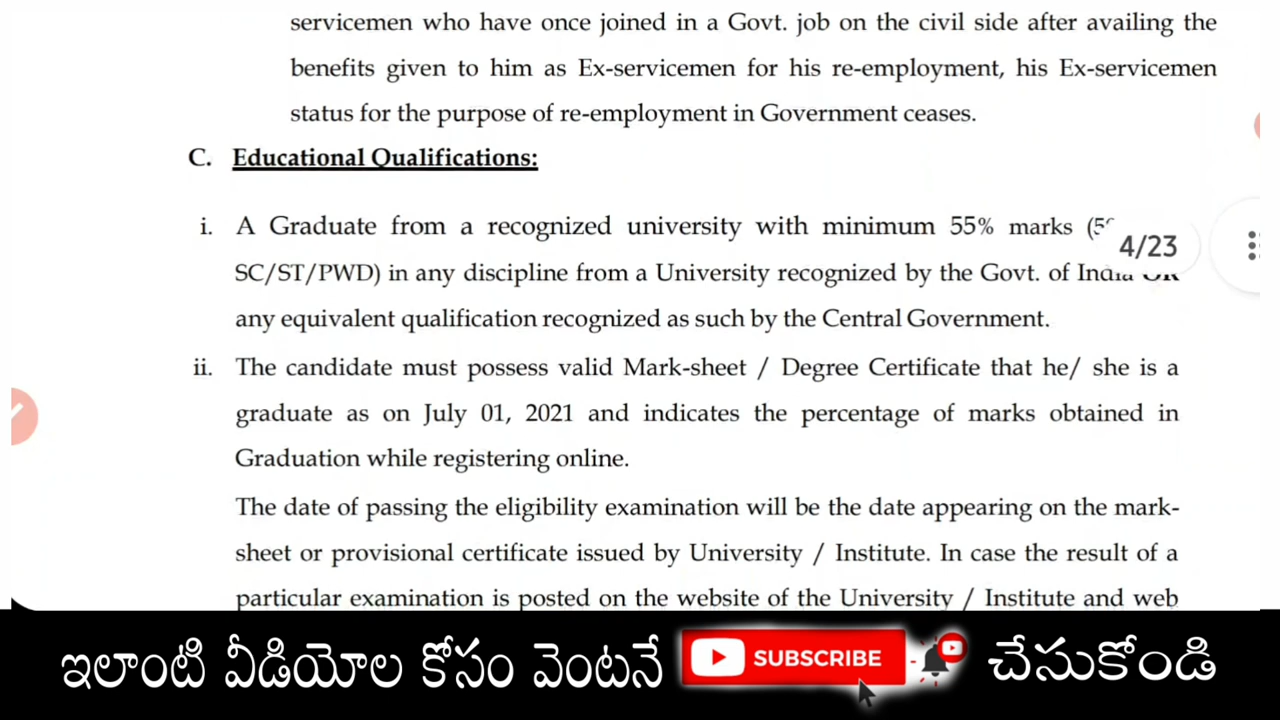 servicemen who have once joined in a Govt. job on the civil side after availing the
benefits given to him as Ex-servicemen for his re-employment, his Ex-servicemen
status for the purpose of re-employment in Government ceases.
C. Educational Qualifications:
i. A Graduate from a recognized university with minimum 55% marks
4/23
SC/ST/PWD) in any discipline from a University recognized by the Govt. of India OR
any equivalent qualification recognized as such by the Central Government.
ii. The candidate must possess valid Mark-sheet / Degree Certificate that he/ she is a
graduate as on July 01, 2021 and indicates the percentage of marks obtained in
Graduation while registering online.
The date of passing the eligibility examination will be the date appearing on the mark-
sheet or provisional certificate issued by University / Institute. In case the result of a
particular examination is posted on the website of the University / Institute and web
ఇలాంటి వీడియోల కోసం వెంటనే SUBSCRIBE చేసుకోండి